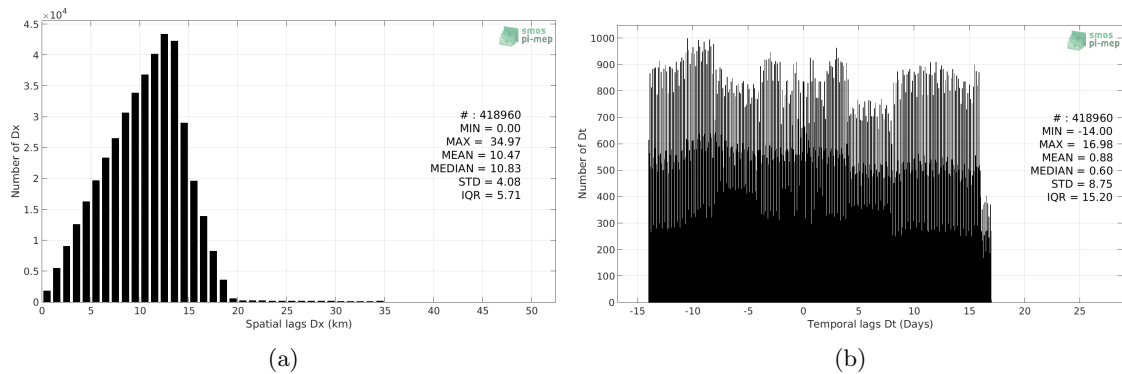 ×10⁴
4.5
4
3.5
3
2.5
2
1.5
1
0.5
0
Number of Dx
smos
pi-mep
# : 418960
MIN = 0.00
MAX = 34.97
MEAN = 10.47
MEDIAN = 10.83
STD = 4.08
IQR = 5.71
0 5 10 15 20 25 30 35 40 45 50
Spatial lags Dx (km)
(a)
1000
900
800
700
600
500
400
300
200
100
0
Number of Dt
smos
pi-mep
# : 418960
MIN = -14.00
MAX = 16.98
MEAN = 0.88
MEDIAN = 0.60
STD = 8.75
IQR = 15.20
-15 -10 -5 0 5 10 15 20 25
Temporal lags Dt (Days)
(b)